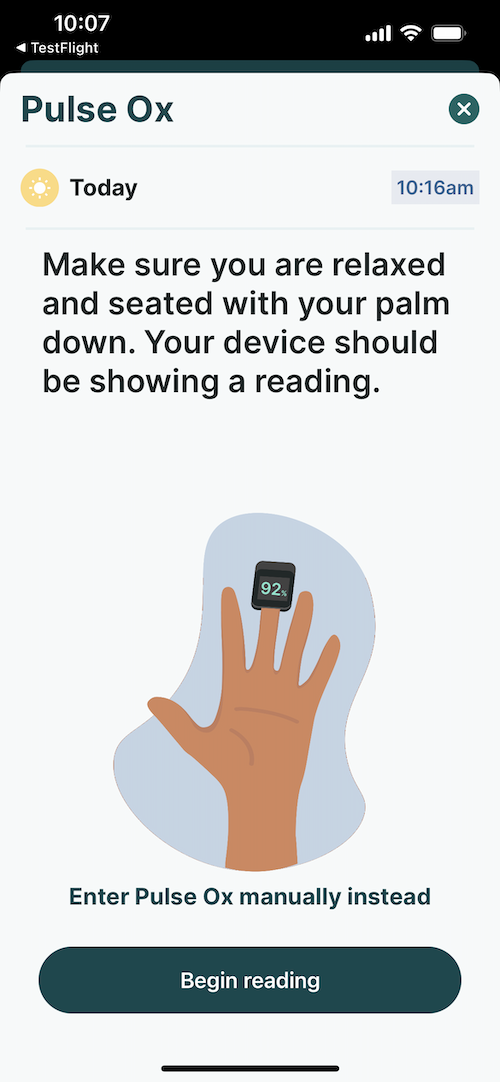 10:07
◀ TestFlight
Pulse Ox
Today
10:16am
Make sure you are relaxed
and seated with your palm
down. Your device should
be showing a reading.
92%
Enter Pulse Ox manually instead
Begin reading